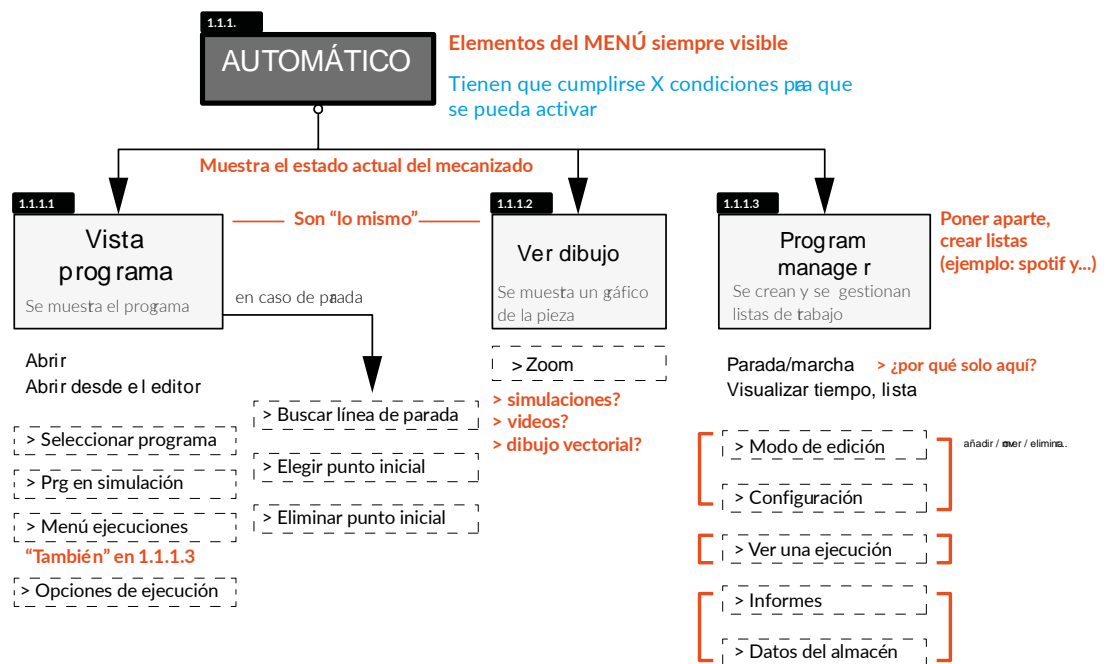 1.1.1.
AUTOMÁTICO
Elementos del MENÚ siempre visible
Tienen que cumplirse X condiciones para que
se pueda activar
Muestra el estado actual del mecanizado
1.1.1.1
Vista
programa
Se muestra el programa
Son “lo mismo”
en caso de parada
1.1.1.2
Ver dibujo
Se muestra un gráfico
de la pieza
1.1.1.3
Program
manager
Se crean y se gestionan
listas de trabajo
Poner aparte,
crear listas
(ejemplo: spotify...)
Abrir
Abrir desde el editor
> Seleccionar programa
> Prg en simulación
> Menú ejecuciones
“También” en 1.1.1.3
> Opciones de ejecución
> Buscar línea de parada
> Elegir punto inicial
> Eliminar punto inicial
> Zoom
> simulaciones?
> videos?
> dibujo vectorial?
Parada/marcha > ¿por qué solo aquí?
Visualizar tiempo, lista
> Modo de edición
añadir / mover / elimina..
> Configuración
> Ver una ejecución
> Informes
> Datos del almacén